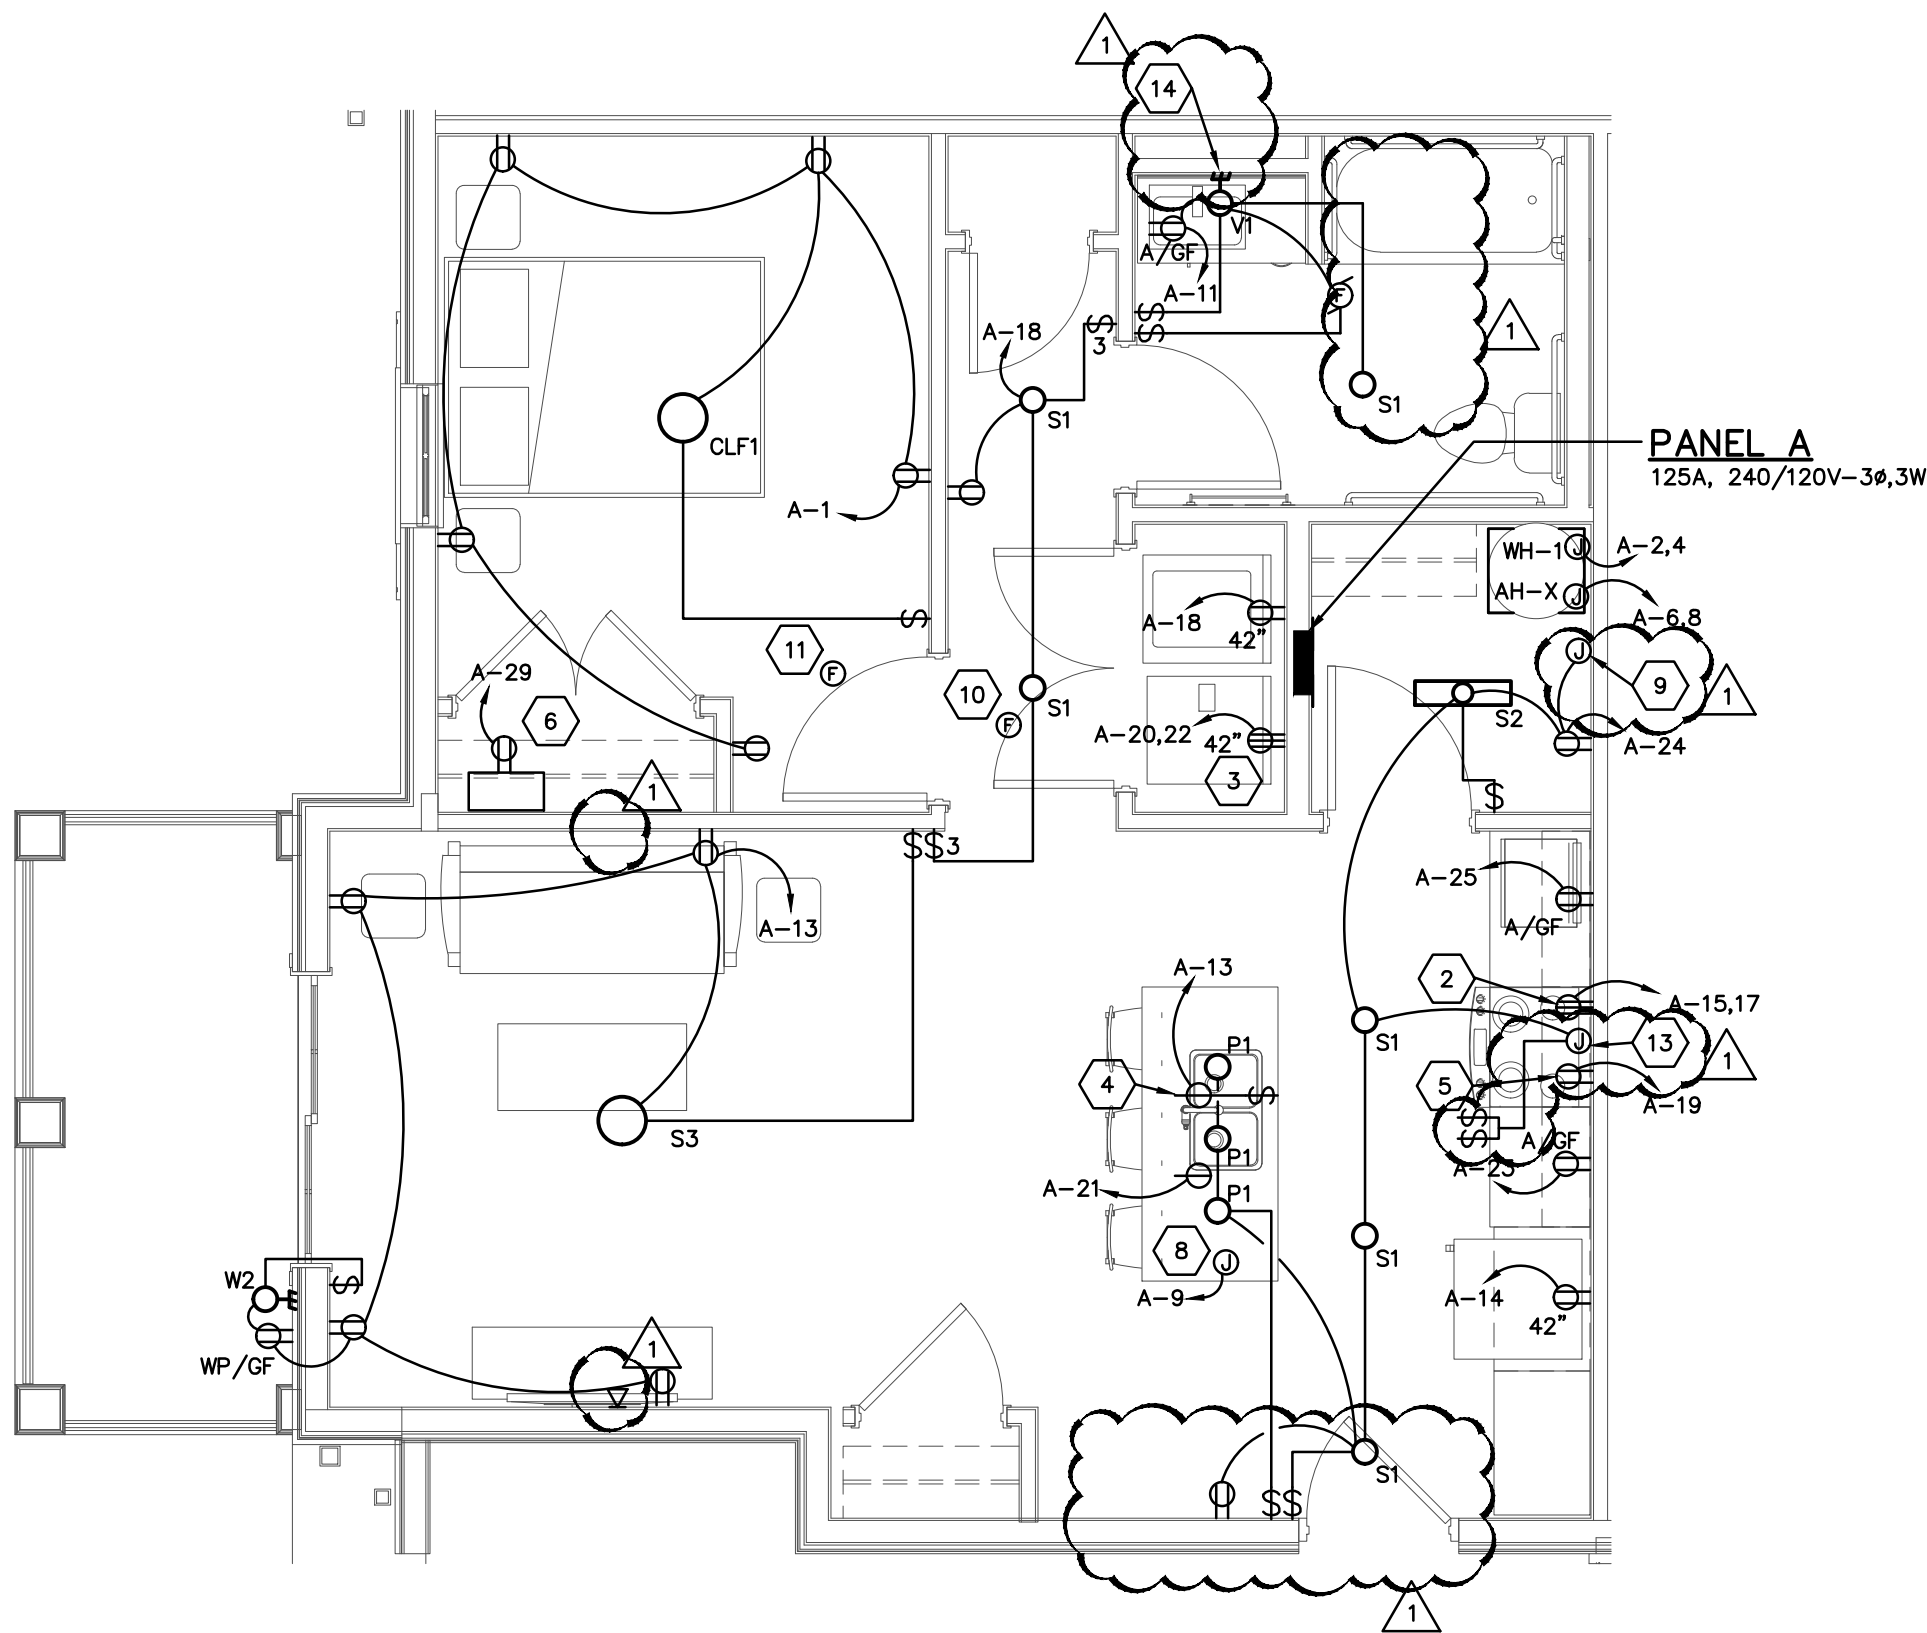 1
14
V1
A/GF
A-11
A-18
$
$
$
3
F
1
S1
S1
CLF1
PANEL A
125A, 240/120V-3ø,3W
A-1
WH-1
J
A-2,4
AH-X
J
A-6,8
A-18
42"
$
11
F
J
9
1
A-29
6
10
F
S1
S2
A-24
A-20,22
42"
3
1
$
$$3
A-25
A-13
A/GF
A-13
2
A-15,17
P1
S1
J
13
1
4
$
5
A-19
$
S3
P1
$
A/GF
A-23
A-21
P1
8
J
S1
W2
$
A-9
A-14
42"
WP/GF
1
S1
$$
1